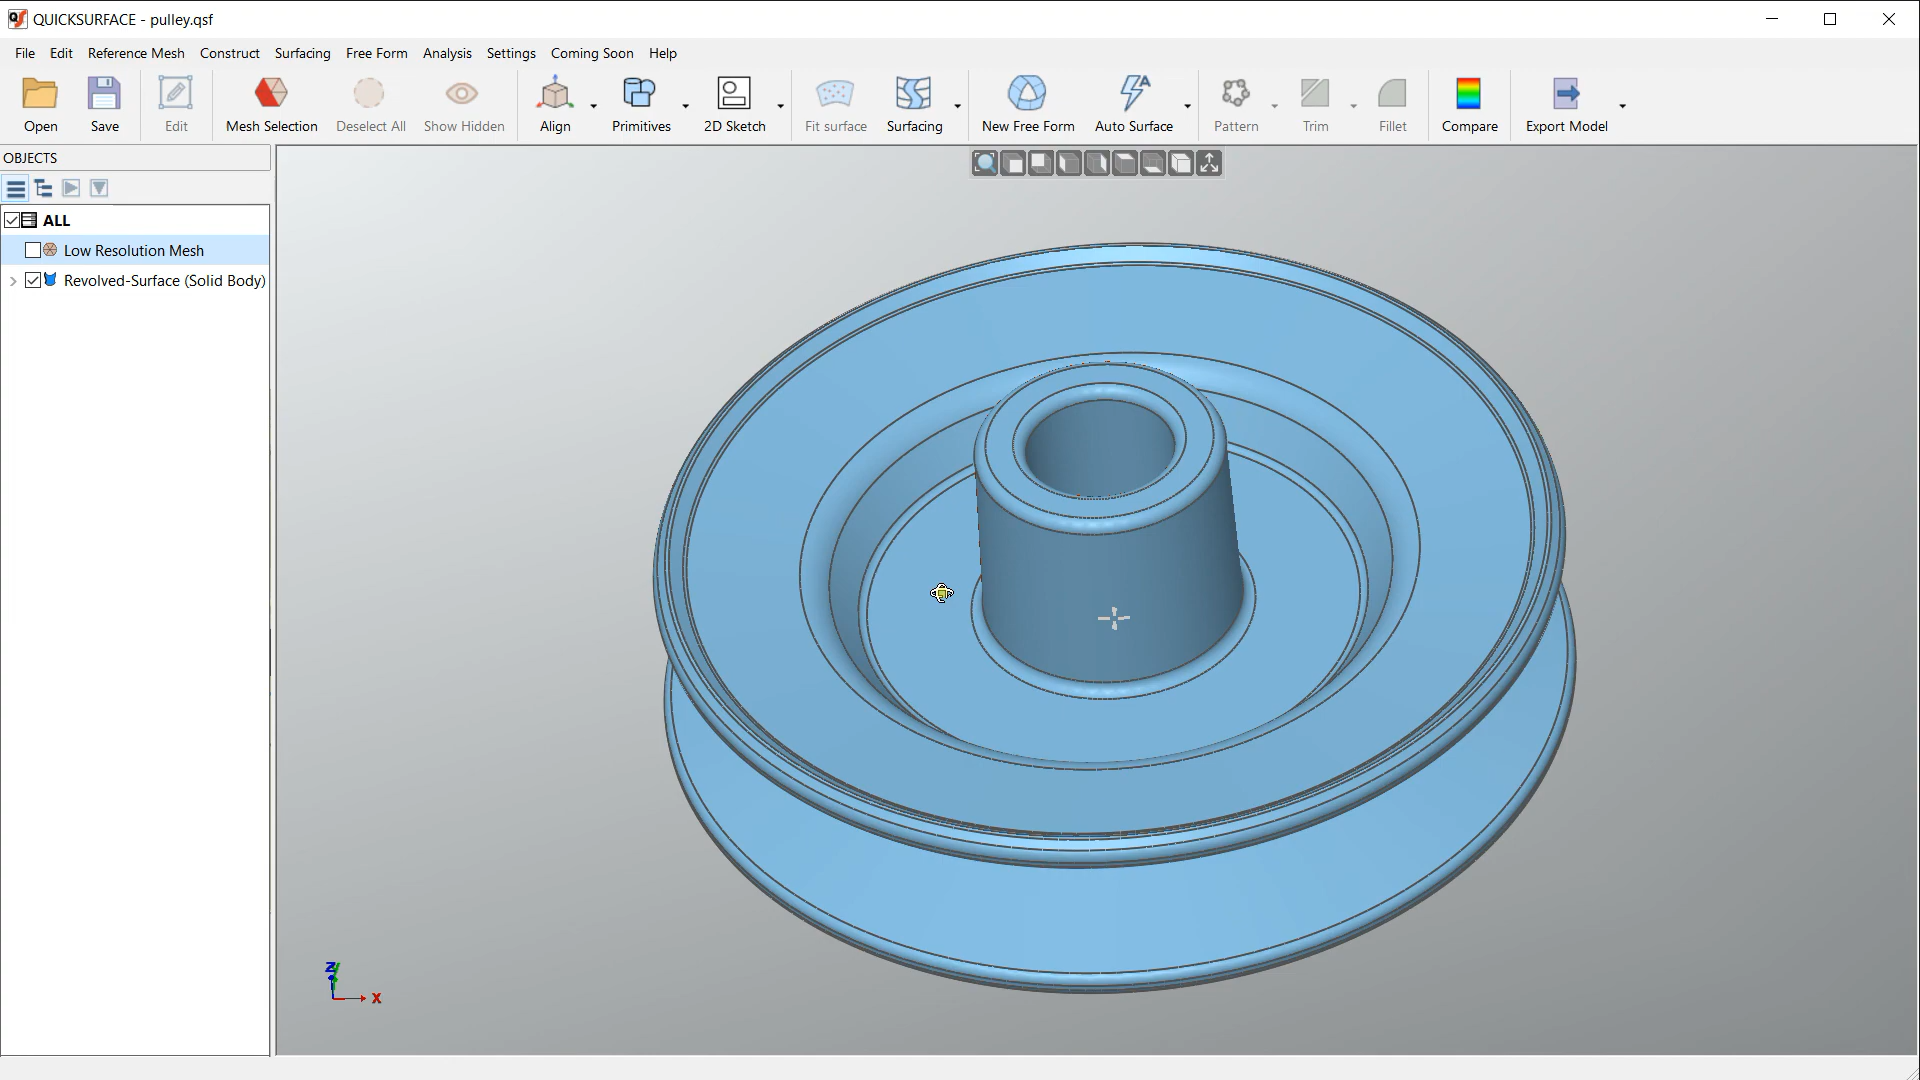 QUICKSURFACE - pulley.qsf
File Edit Reference Mesh Construct Surfacing Free Form Analysis Settings Coming Soon Help
Open Save Edit Mesh Selection Deselect All Show Hidden Align Primitives 2D Sketch Fit surface Surfacing New Free Form Auto Surface Pattern Trim Fillet Compare Export Model
OBJECTS
ALL
Low Resolution Mesh
Revolved-Surface (Solid Body)
Z y
X